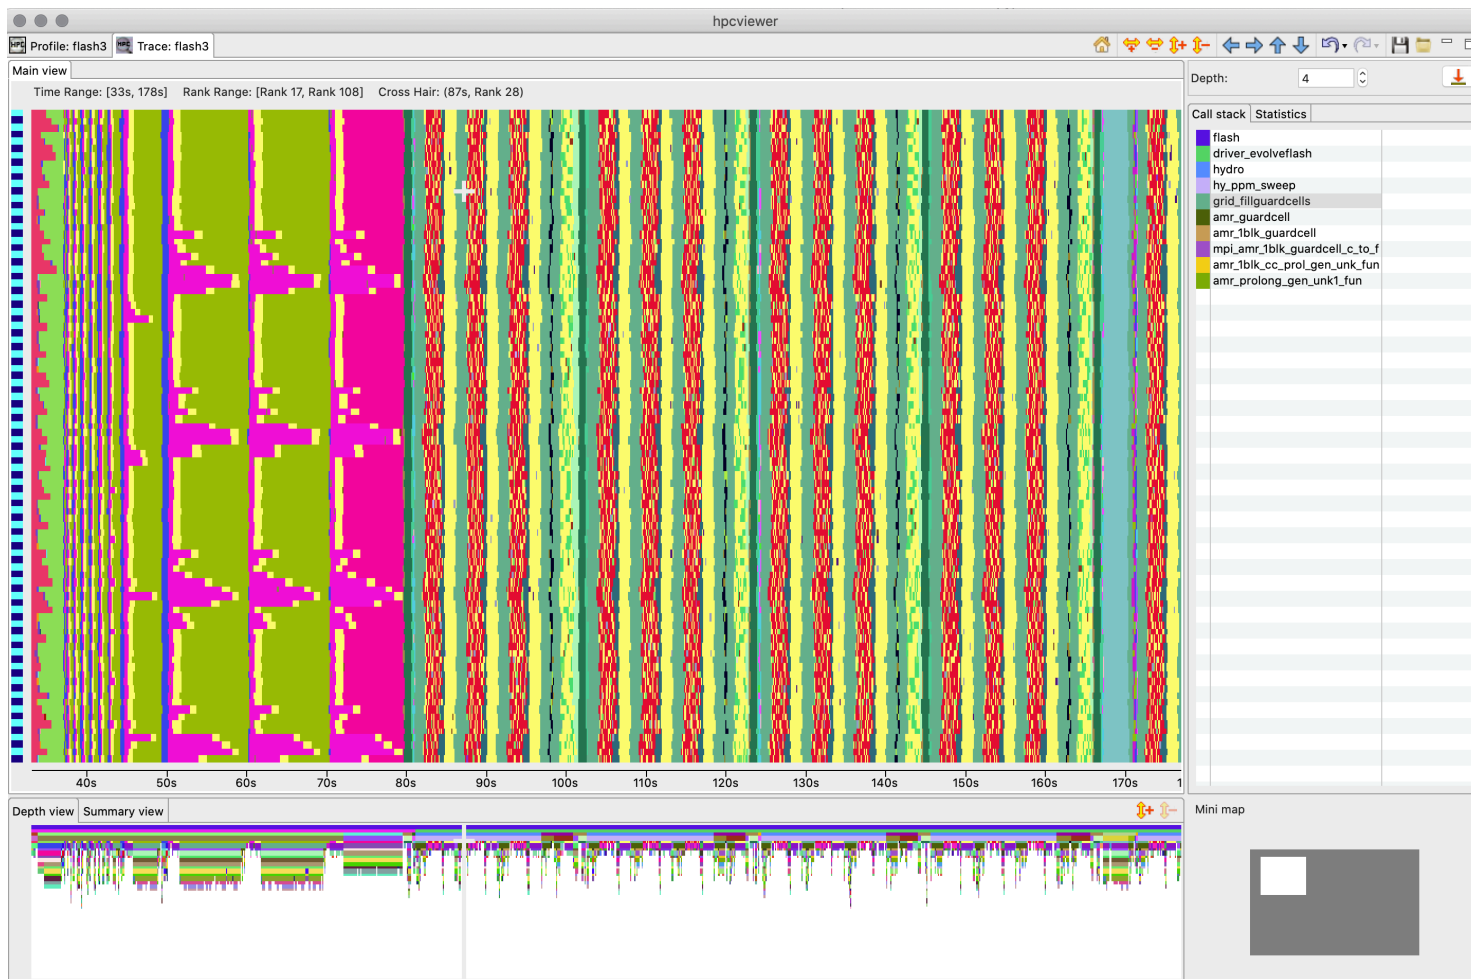 hpcviewer
Profile: flash3
Trace: flash3
Main view
Time Range: [33s, 178s] Rank Range: [Rank 17, Rank 108] Cross Hair: (87s, Rank 28)
40s 50s 60s 70s 80s 90s 100s 110s 120s 130s 140s 150s 160s 170s 1
Depth view Summary view
Depth: 4
Call stack Statistics
flash
driver_evolveflash
hydro
hy_ppm_sweep
grid_fillguardcells
amr_guardcell
amr_1blk_guardcell
mpi_amr_1blk_guardcell_c_to_f
amr_1blk_cc_prol_gen_unk_fun
amr_prolong_gen_unk1_fun
Mini map